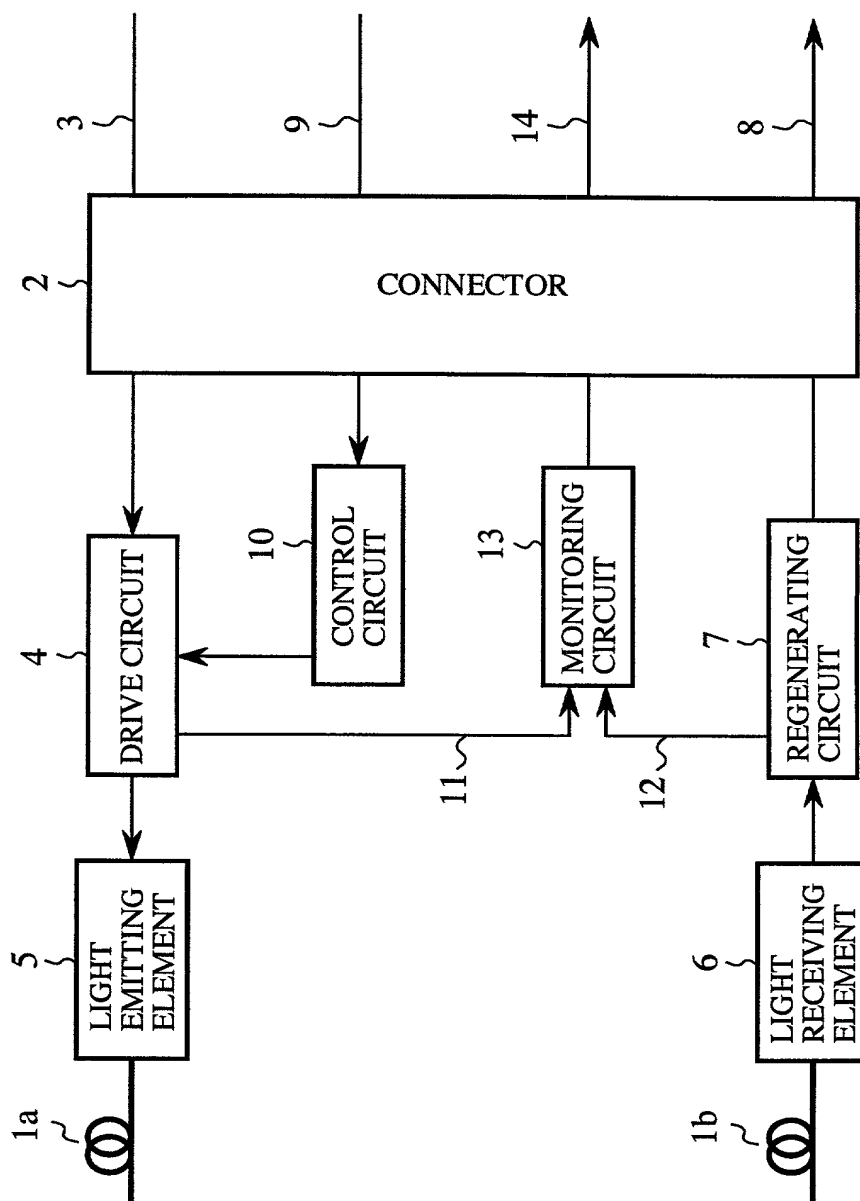 3
9
14
8
2
CONNECTOR
4
DRIVE CIRCUIT
10
CONTROL
CIRCUIT
13
MONITORING
CIRCUIT
7
REGENERATING
CIRCUIT
11
12
5
LIGHT
EMITTING
ELEMENT
6
LIGHT
RECEIVING
ELEMENT
1a
1b